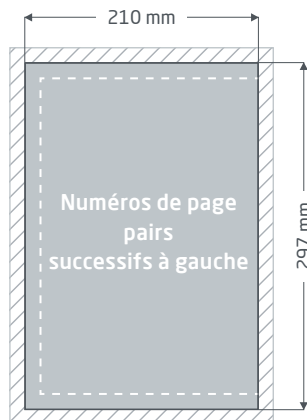 210 mm
Numéros de page
pairs
successifs à gauche
297 mm